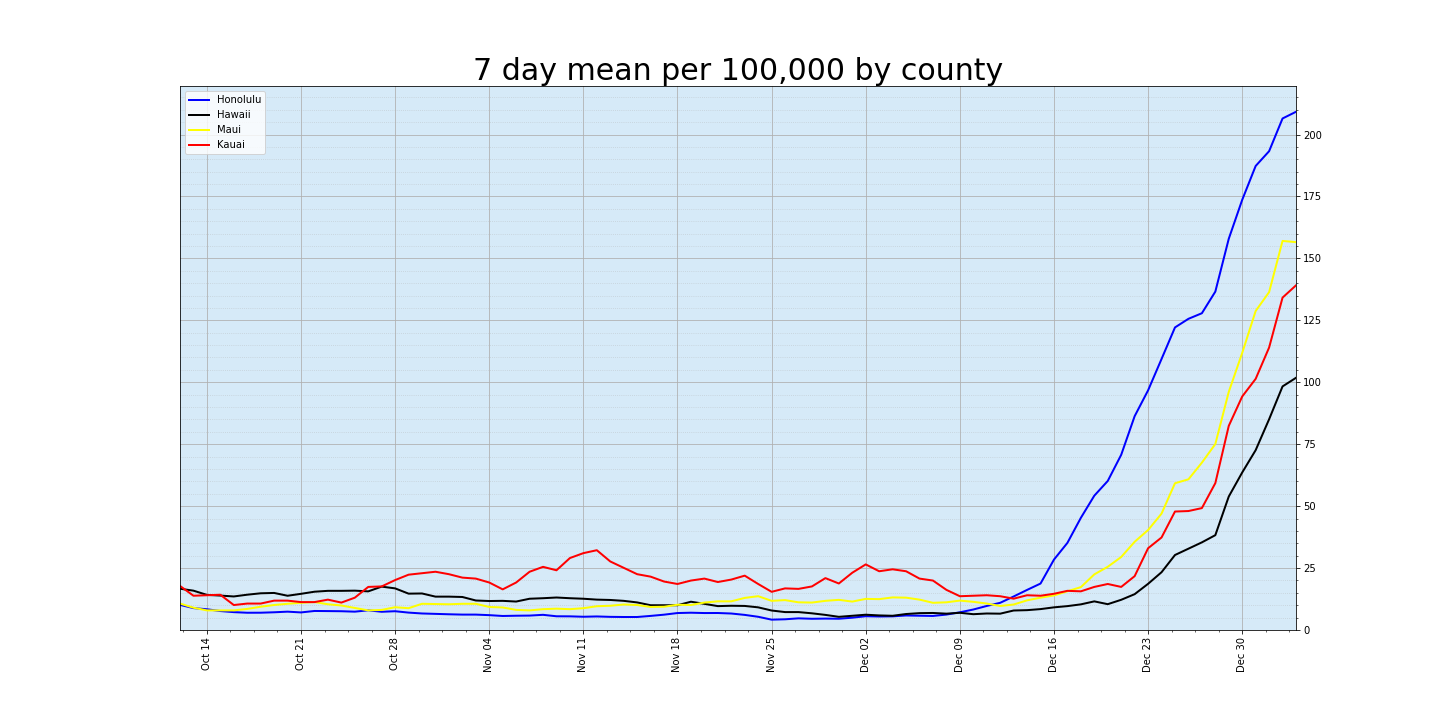 7 day mean per 100,000 by county
Honolulu
Hawaii
Maui
Kauai
200
175
150
125
100
75
50
25
0
Oct 14
Oct 21
Oct 28
Nov 04
Nov 11
Nov 18
Nov 25
Dec 02
Dec 09
Dec 16
Dec 23
Dec 30